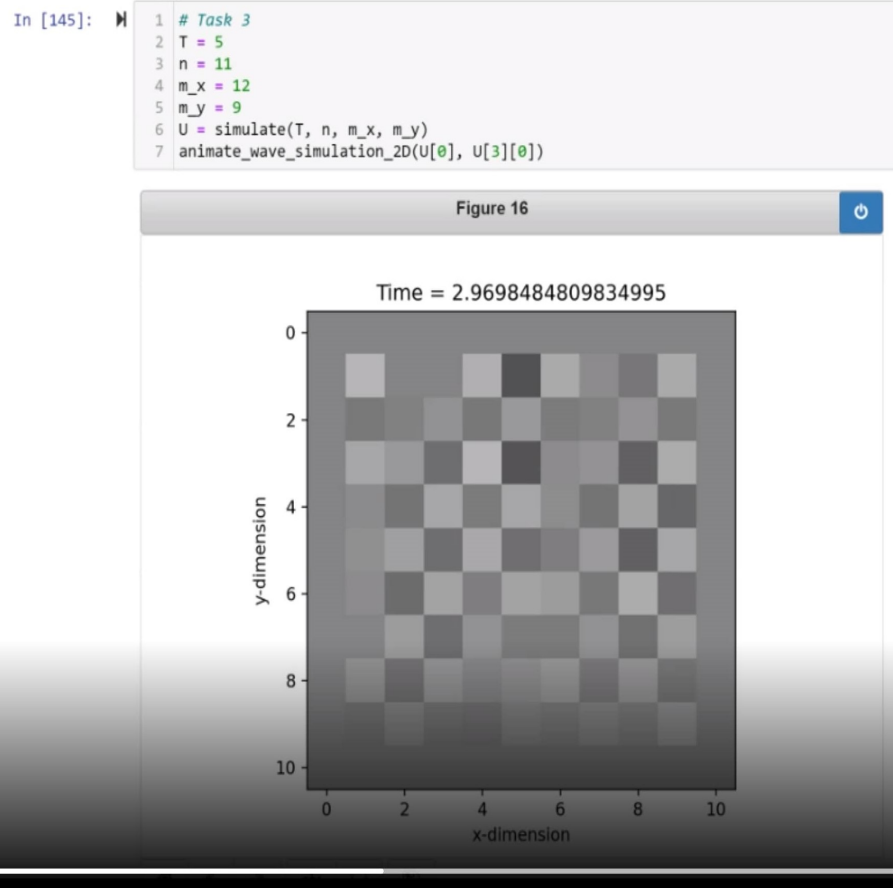 In [145]:
1 # Task 3
2 T = 5
3 n = 11
4 m_x = 12
5 m_y = 9
6 U = simulate(T, n, m_x, m_y)
7 animate_wave_simulation_2D(U[0], U[3][0])
Figure 16
Time = 2.9698484809834995
0
2
4
6
8
10
y-dimension
0 2 4 6 8 10
x-dimension